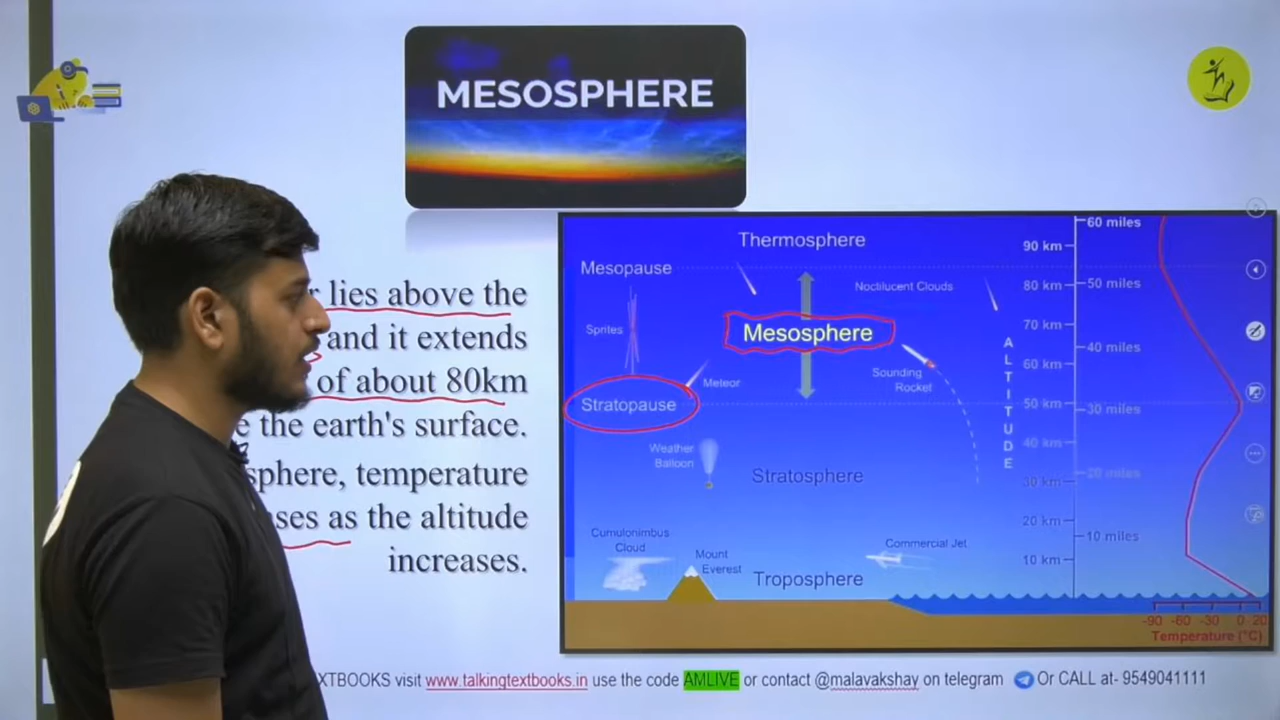 MESOSPHERE
lies above the
and it extends
of about 80km
the earth's surface.
temperature
as the altitude
increases.
Thermosphere
Mesopause
Noctilucent Clouds
Sprites
Mesosphere
Meteor
Sounding
Rocket
Stratopause
Weather
Balloon
Stratosphere
Cumulonimbus
Cloud
Mount
Everest
Commercial Jet
Troposphere
ALTITUDE
60 miles
90 km
80 km
50 miles
70 km
40 miles
60 km
50 km
30 miles
40 km
20 miles
30 km
20 km
10 miles
10 km
-90 -60 -30 0 20
Temperature (°C)
visit www.talkingtextbooks.in use the code AMLIVE or contact @malavakshay on telegram Or CALL at- 9549041111